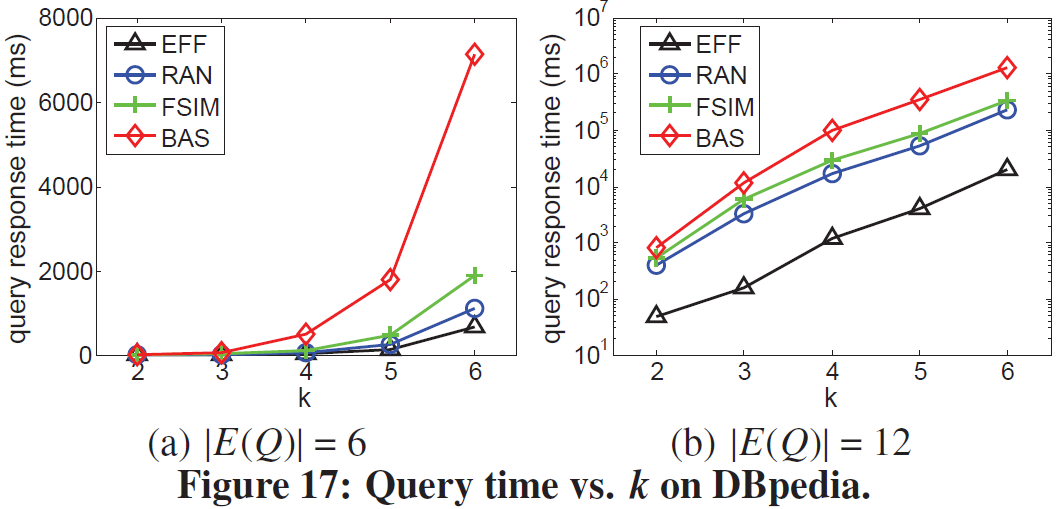 query response time (ms)
8000
6000
4000
2000
0
EFF
RAN
FSIM
BAS
2 3 4 5 6
k
(a) |E(Q)| = 6
query response time (ms)
10^7
10^6
10^5
10^4
10^3
10^2
10^1
EFF
RAN
FSIM
BAS
2 3 4 5 6
k
(b) |E(Q)| = 12
Figure 17: Query time vs. k on DBpedia.